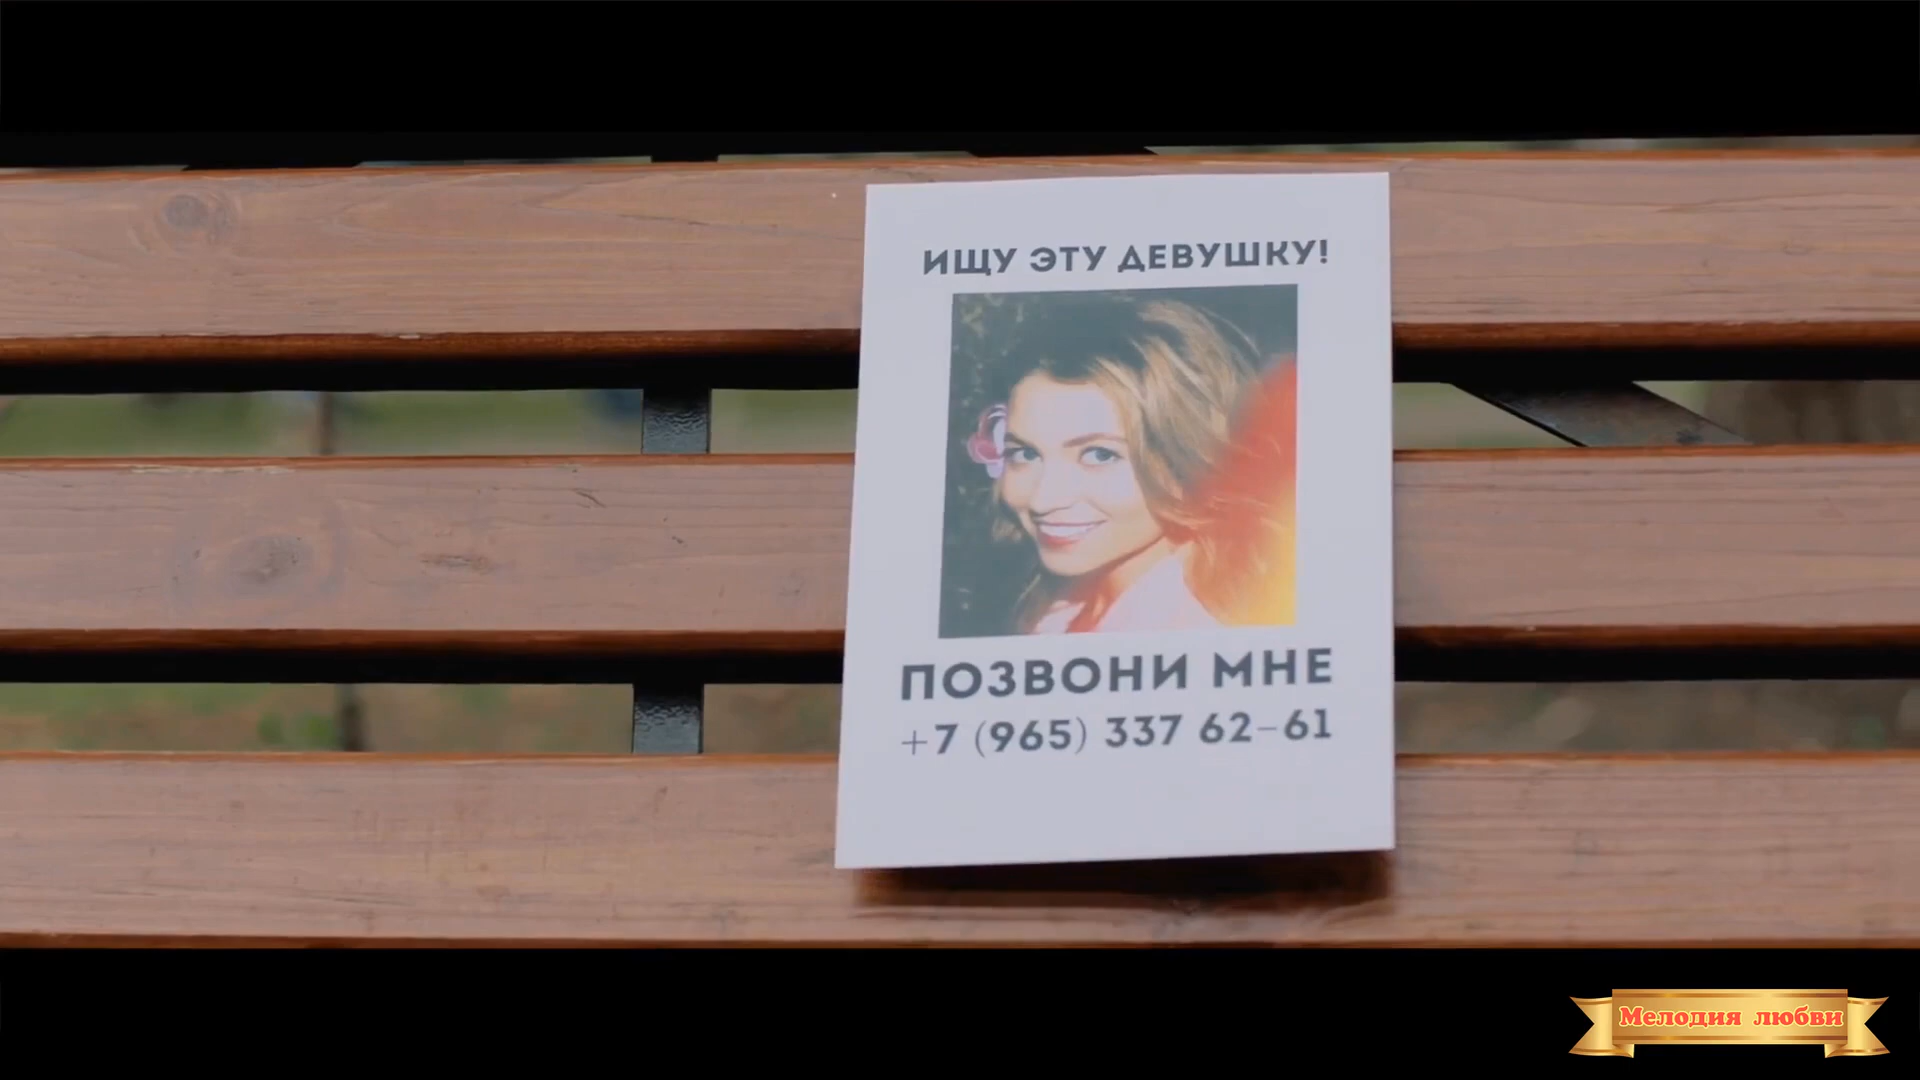 ИЩУ ЭТУ ДЕВУШКУ!
ПОЗВОНИ МНЕ
+7 (965) 337 62-61
Мелодия любви